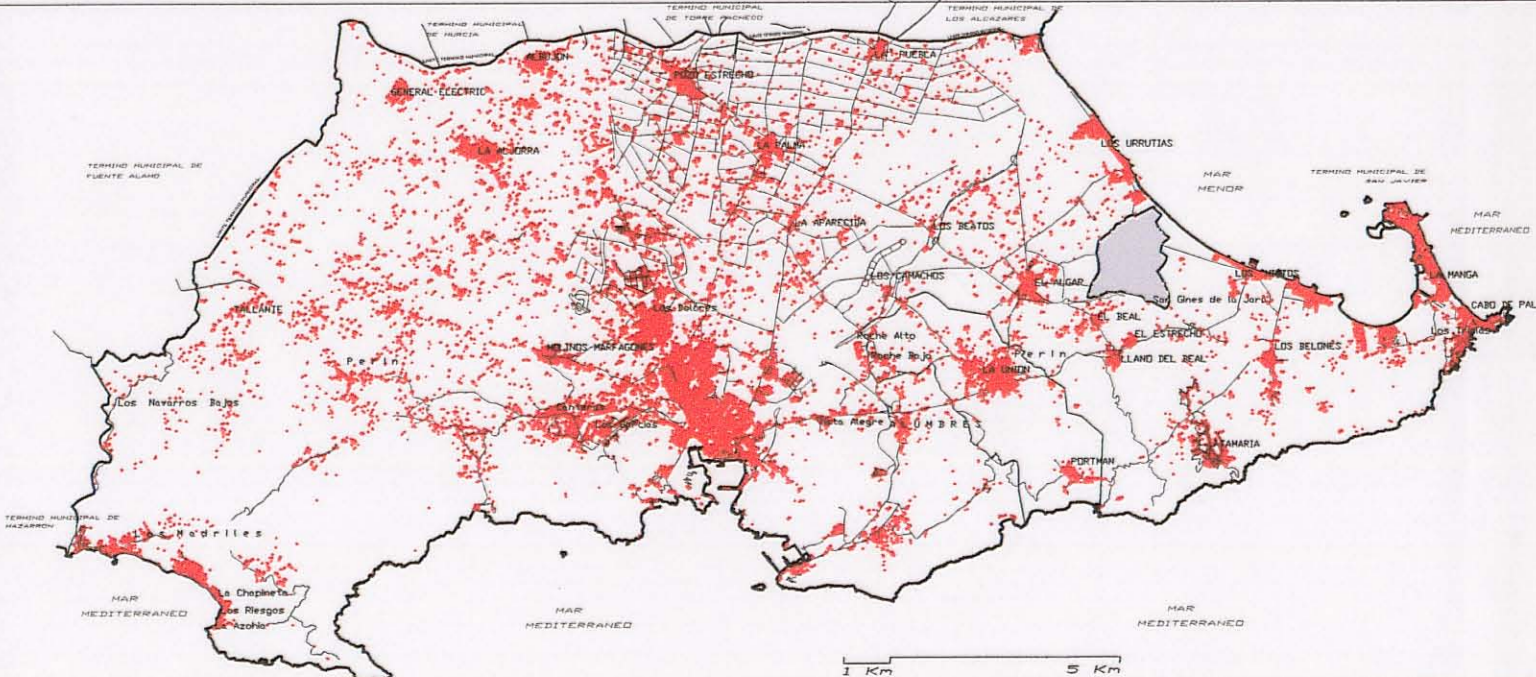 TERMINO MUNICIPAL
DE MURCIA
TERMINO MUNICIPAL
DE TORRE PACHECO
TERMINO MUNICIPAL DE
LOS ALCAZARES
ALBUJON
LA PUEBLA
POZO ESTRECHO
GENERAL ELECTRIC
LA PALMA
LOS URRUTIAS
LA ALJORRA
TERMINO MUNICIPAL DE
FUENTE ALAMO
MAR
MENOR
TERMINO MUNICIPAL DE
SAN JAVIER
MAR
MEDITERRANEO
LA APARECIDA
LOS BEATOS
LOS CAMACHOS
EL ALGAR
LA MANGA
San Gines de la Jara
CABO DE PAL
TALLANTE
Los Dolores
EL BEAL
Los Triples
EL ESTRECHO
Roche Alto
MOLINOS MARFAGONES
LOS BELONES
Perin
Roche Bajo
Perin
LLANO DEL BEAL
LA UNION
Los Navarros Bajos
Canteras
Los Garcias
Vista Alegre
ALUMBRES
ATAMARIA
PORTMAN
TERMINO MUNICIPAL DE
MAZARRON
Los Madriles
La Chapineta
Los Riesgos
La Azohia
MAR
MEDITERRANEO
MAR
MEDITERRANEO
MAR
MEDITERRANEO
1 Km
5 Km